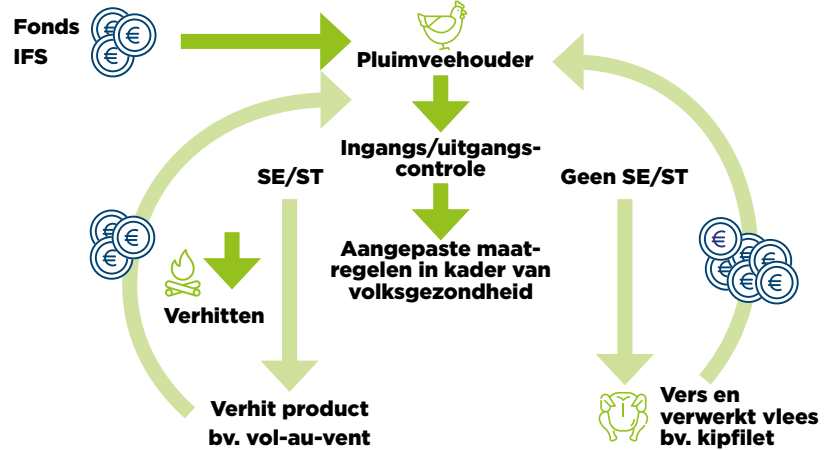 Fonds
IFS
Pluimveehouder
Ingangs/uitgangs-
controle
SE/ST
Geen SE/ST
Aangepaste maat-
regelen in kader van
volksgezondheid
Verhitten
Verhit product
bv. vol-au-vent
Vers en
verwerkt vlees
bv. kipfilet